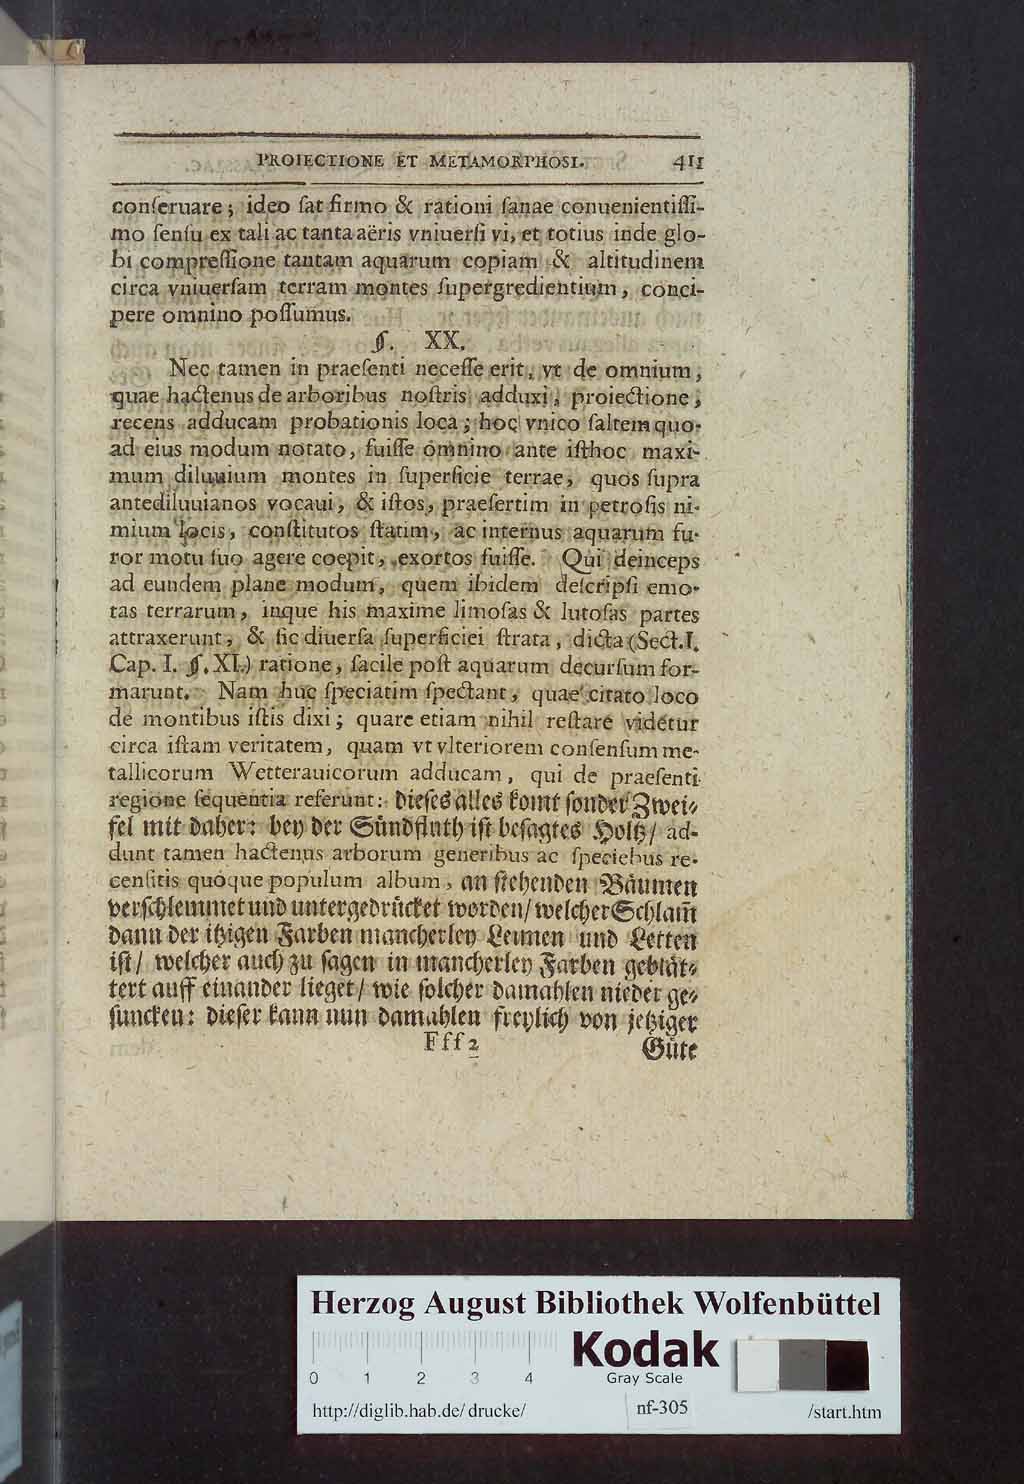 PROIECTIONE ET METAMORPHOSI. 411
conſeruare; ideo ſat firmo & rationi ſanae conuenientiſſi-
mo ſenſu ex tali ac tanta aëris vniuerſi vi, et totius inde glo-
bi compreſſione tantam aquarum copiam & altitudinem
circa vniuerſam terram montes ſupergredientium, conci-
pere omnino poſſumus.
§. XX.
Nec tamen in praeſenti neceſſe erit, vt de omnium,
quae hactenus de arboribus noſtris adduxi, proiectione,
recens adducam probationis loca; hoc vnico ſaltem quo-
ad eius modum notato, fuiſſe omnino ante iſthoc maxi-
mum diluuium montes in ſuperficie terrae, quos ſupra
antediluuianos vocaui, & iſtos, praeſertim in petroſis ni-
mium locis, conſtitutos ſtatim, ac internus aquarum fu-
ror motu ſuo agere coepit, exortos fuiſſe. Qui deinceps
ad eundem plane modum, quem ibidem deſcripſi emo-
tas terrarum, inque his maxime limoſas & lutoſas partes
attraxerunt, & ſic diuerſa ſuperficiei ſtrata, dicta (Sect. I.
Cap. I. §. XI.) ratione, facile poſt aquarum decurſum for-
marunt. Nam huc ſpeciatim ſpectant, quae citato loco
de montibus iſtis dixi; quare etiam nihil reſtare videtur
circa iſtam veritatem, quam vt vlteriorem conſenſum me-
tallicorum Wetterauicorum adducam, qui de praeſenti
regione ſequentia referunt: Dieſes alles komt ſonder Zwei-
fel mit daher: bey der Sündfluth iſt beſagtes Holtz/ ad-
dunt tamen hactenus arborum generibus ac ſpeciebus re-
cenſitis quoque populum album, an ſtehenden Bäumen
verſchlemmet und untergedrücket worden/ welcher Schlam̄
dann der itzigen Farben mancherley Leimen und Letten
iſt/ welcher auch zu ſagen in mancherley Farben geblät-
tert auff einander lieget/ wie ſolcher damahlen nieder ge-
ſuncken: dieſer kann nun damahlen freylich von jetziger
Fff 2 Güte
Herzog August Bibliothek Wolfenbüttel
Kodak
0 1 2 3 4 Gray Scale
http://diglib.hab.de/drucke/ nf-305 /start.htm